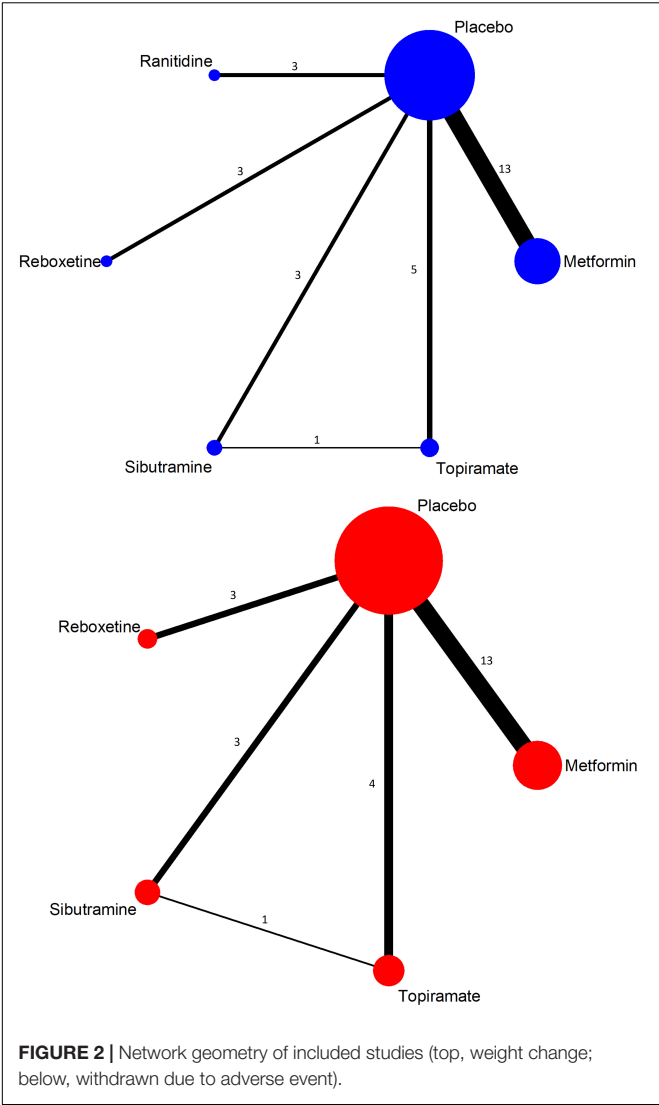 Placebo
Ranitidine
3
13
3
Reboxetine
Metformin
3
5
1
Sibutramine
Topiramate
Placebo
3
Reboxetine
13
3
Metformin
4
Sibutramine
1
Topiramate
FIGURE 2 | Network geometry of included studies (top, weight change;
below, withdrawn due to adverse event).